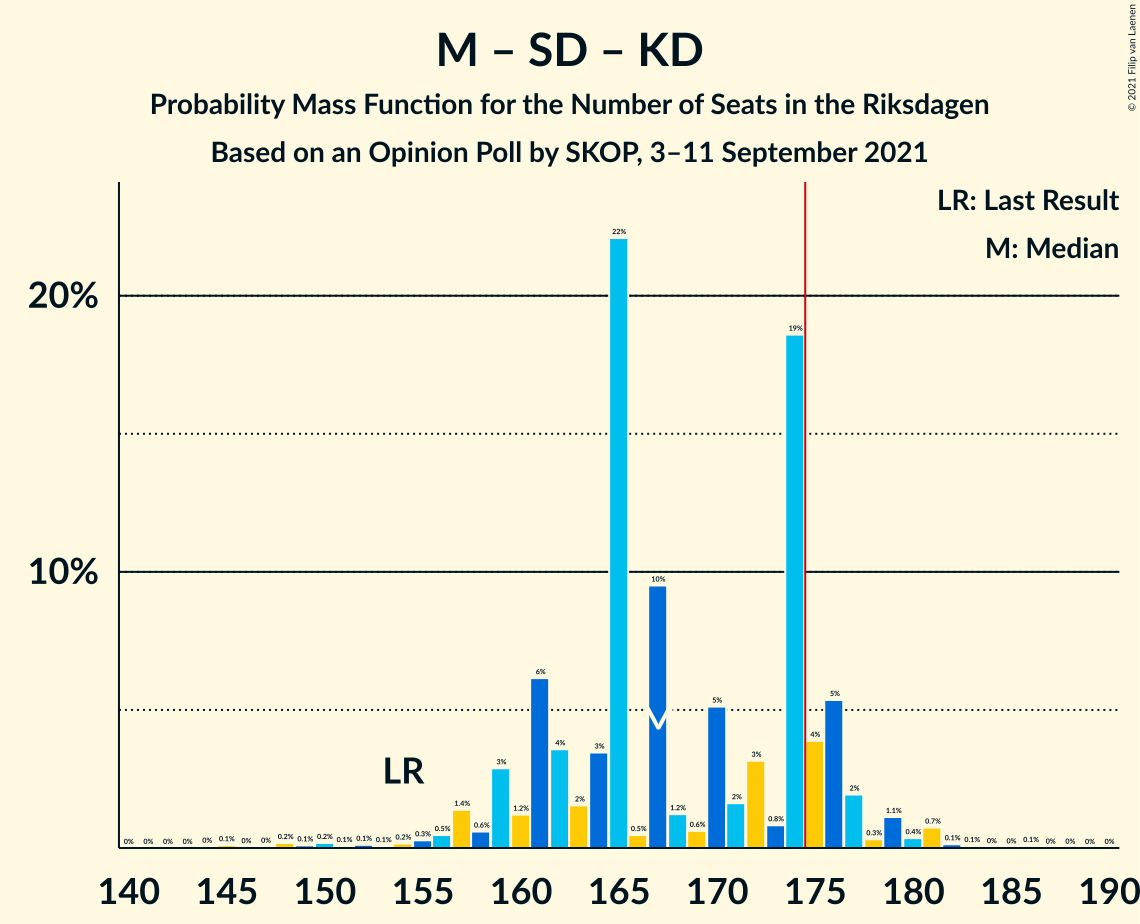 M – SD – KD
Probability Mass Function for the Number of Seats in the Riksdagen
Based on an Opinion Poll by SKOP, 3–11 September 2021
© 2021 Filip van Laenen
LR: Last Result
M: Median
20%
10%
LR
0% 0% 0% 0% 0% 0.1% 0% 0% 0.2% 0.1% 0.2% 0.1% 0.1% 0.1% 0.2% 0.3% 0.5% 1.4% 0.6% 3% 1.2% 6% 4% 2% 3% 22% 0.5% 10% 1.2% 0.6% 5% 2% 3% 0.8% 19% 4% 5% 2% 0.3% 1.1% 0.4% 0.7% 0.1% 0.1% 0% 0% 0.1% 0% 0% 0% 0%
140 145 150 155 160 165 170 175 180 185 190